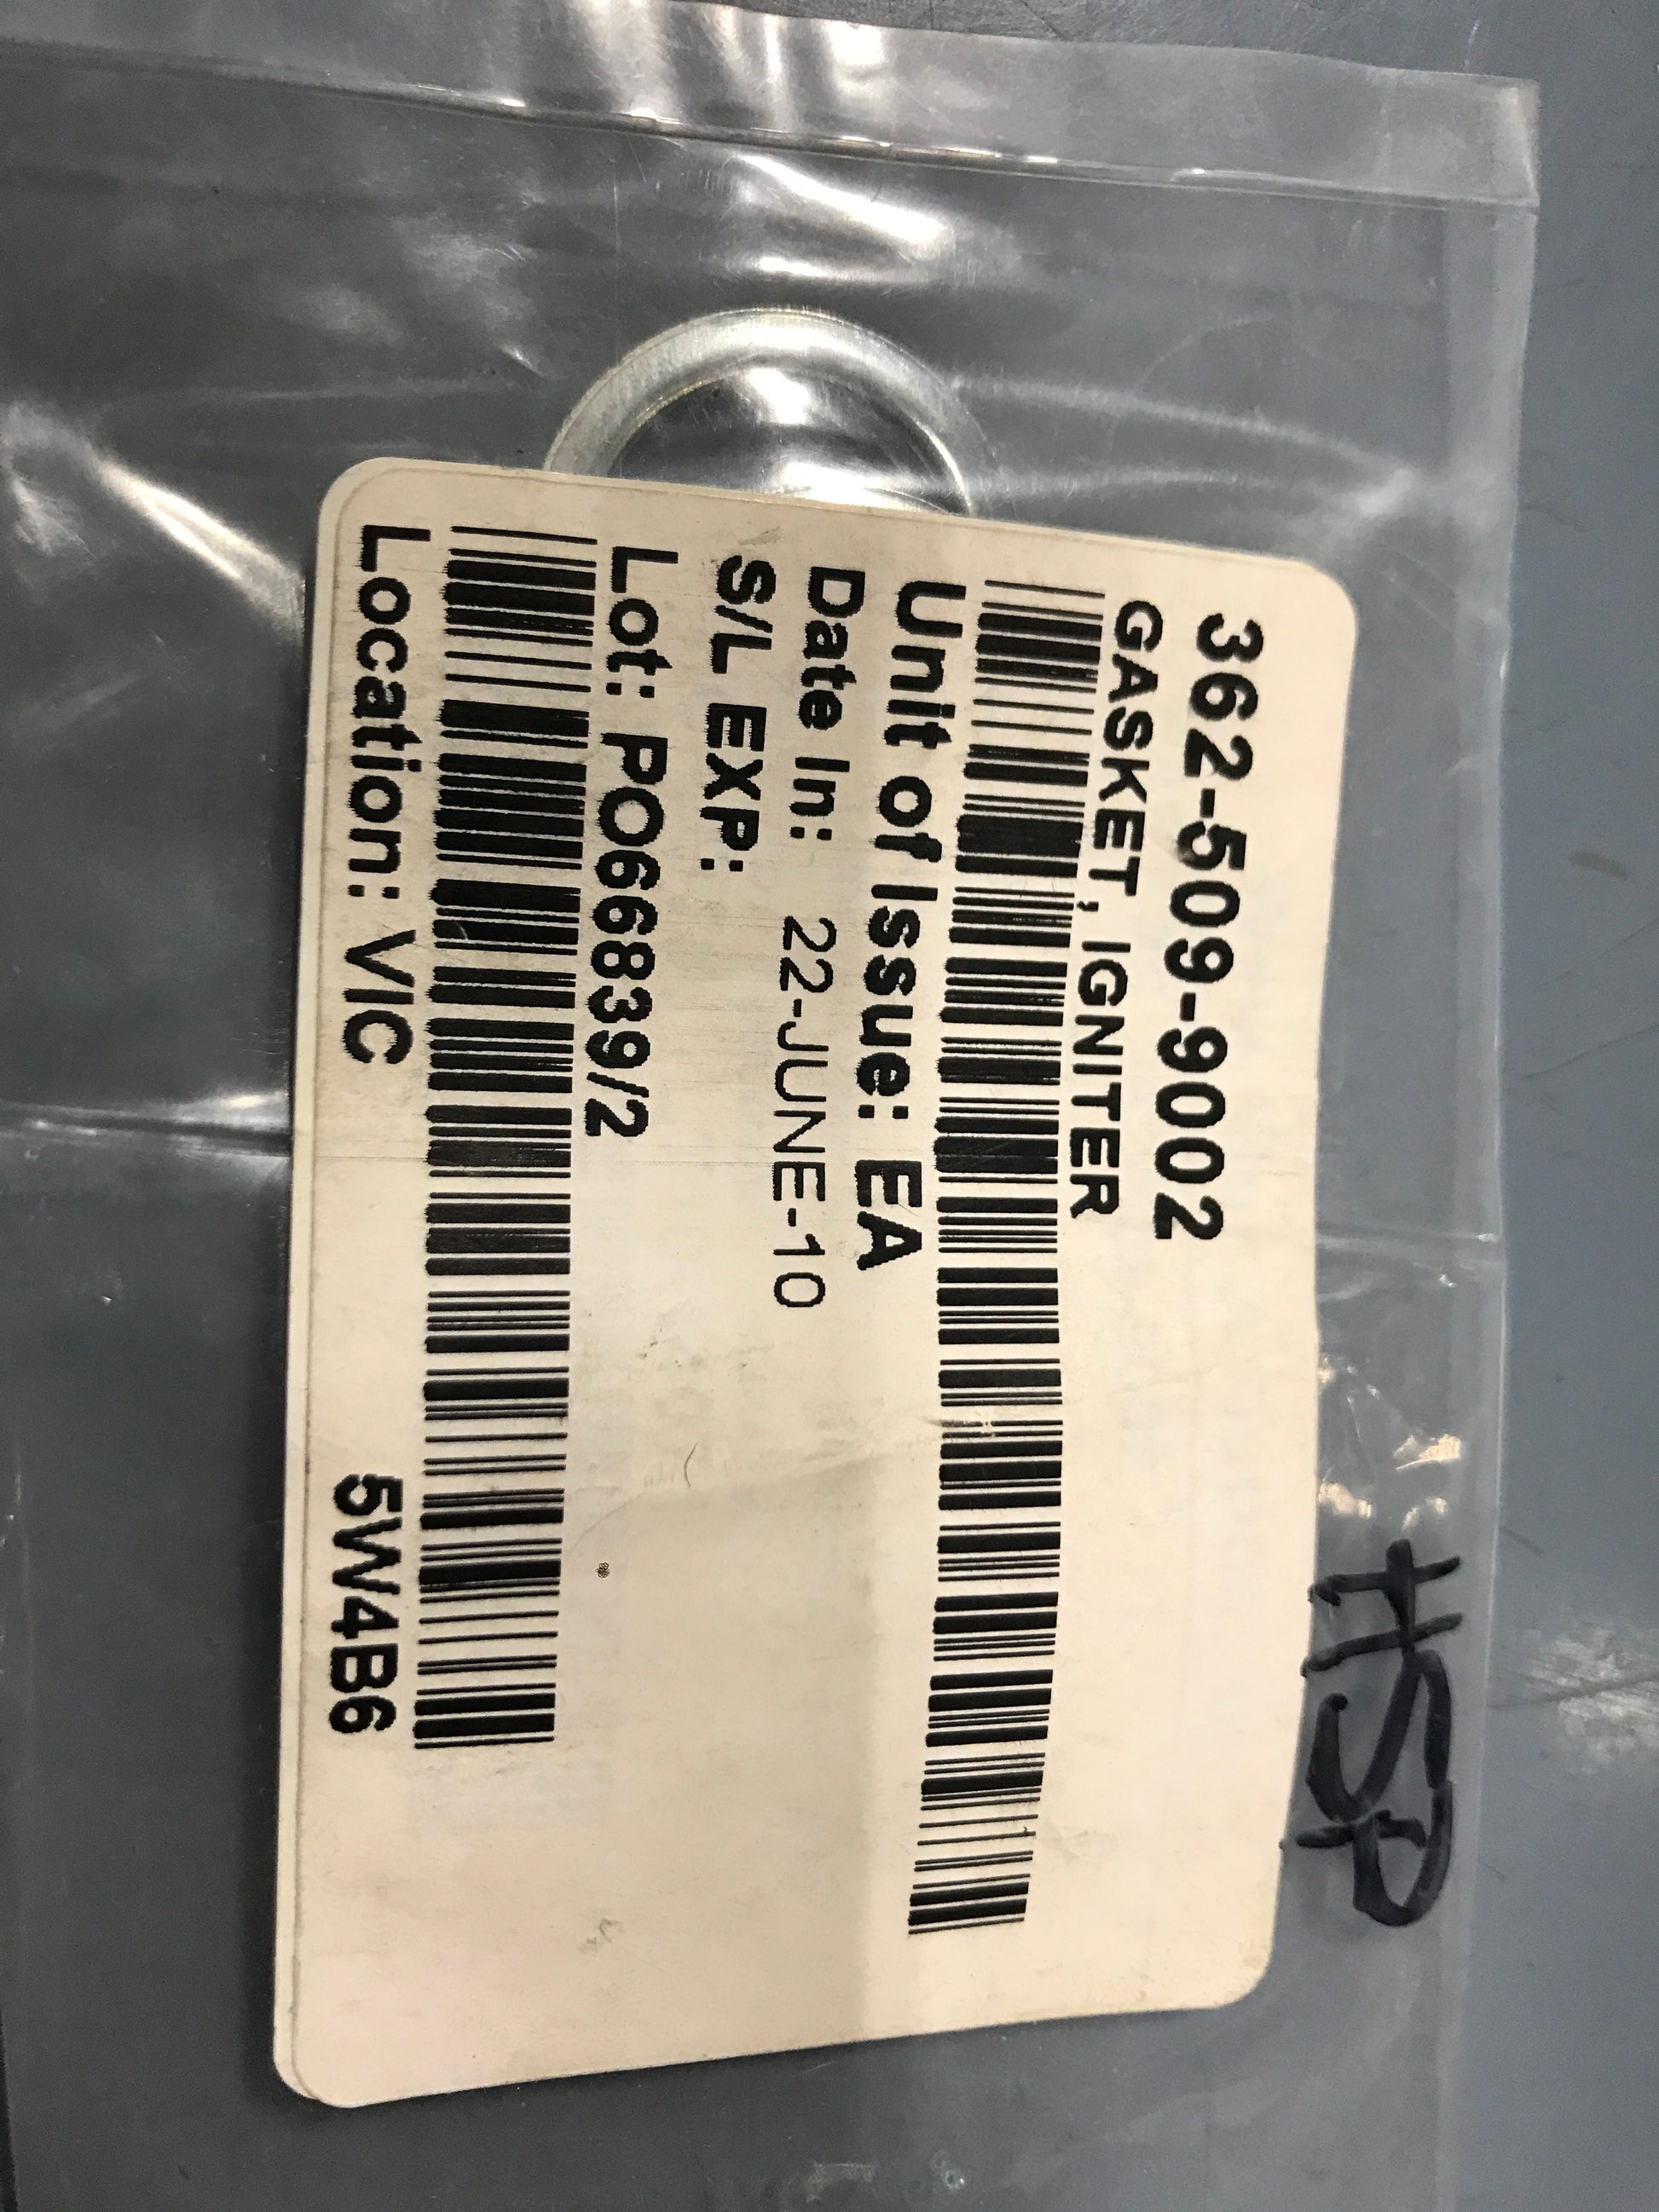 362-509-9002
GASKET, IGNITER
Unit of Issue: EA
Date In: 22-JUNE-10
S/L EXP:
Lot: PO66839/2
Location: VIC 5W4B6
HSP